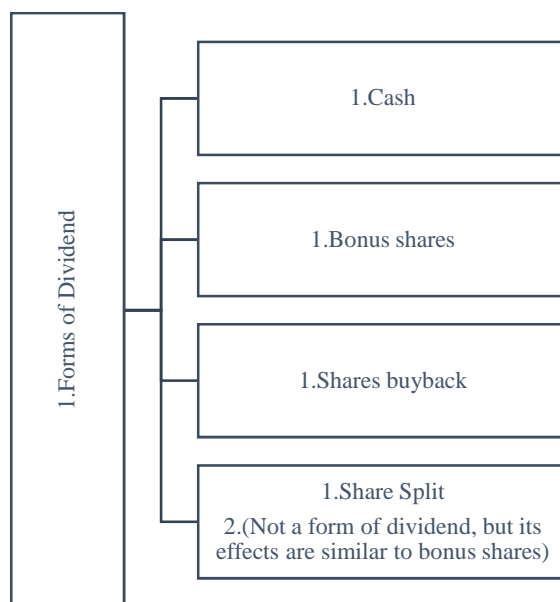 1.Forms of Dividend
1.Cash
1.Bonus shares
1.Shares buyback
1.Share Split
2.(Not a form of dividend, but its
effects are similar to bonus shares)